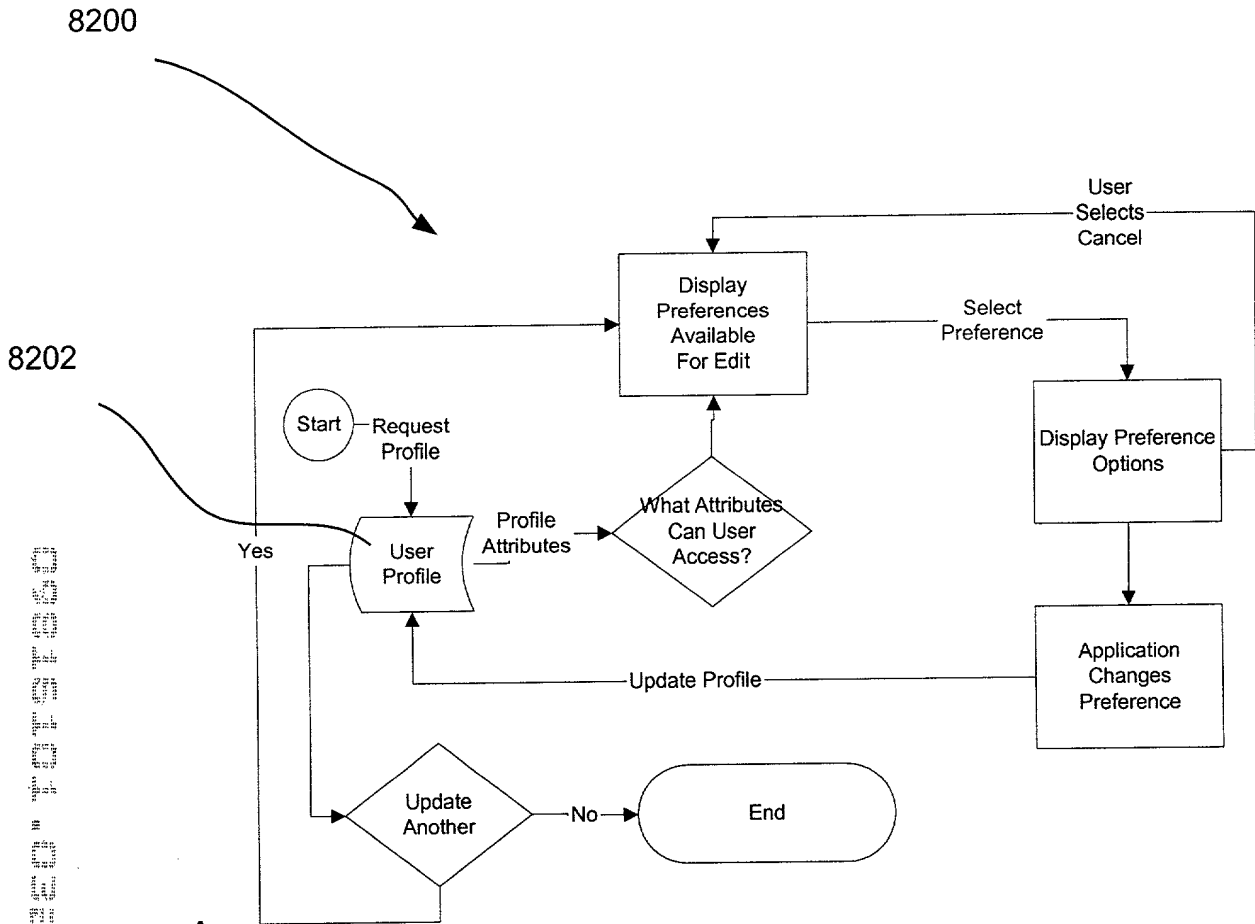 8200
User
Selects
Cancel
Display
Preferences
Available
For Edit
Select
Preference
8202
Start
Request
Profile
Display Preference
Options
What Attributes
Can User
Access?
Profile
Attributes
Yes
User
Profile
Application
Changes
Preference
Update Profile
Update
Another
No
End